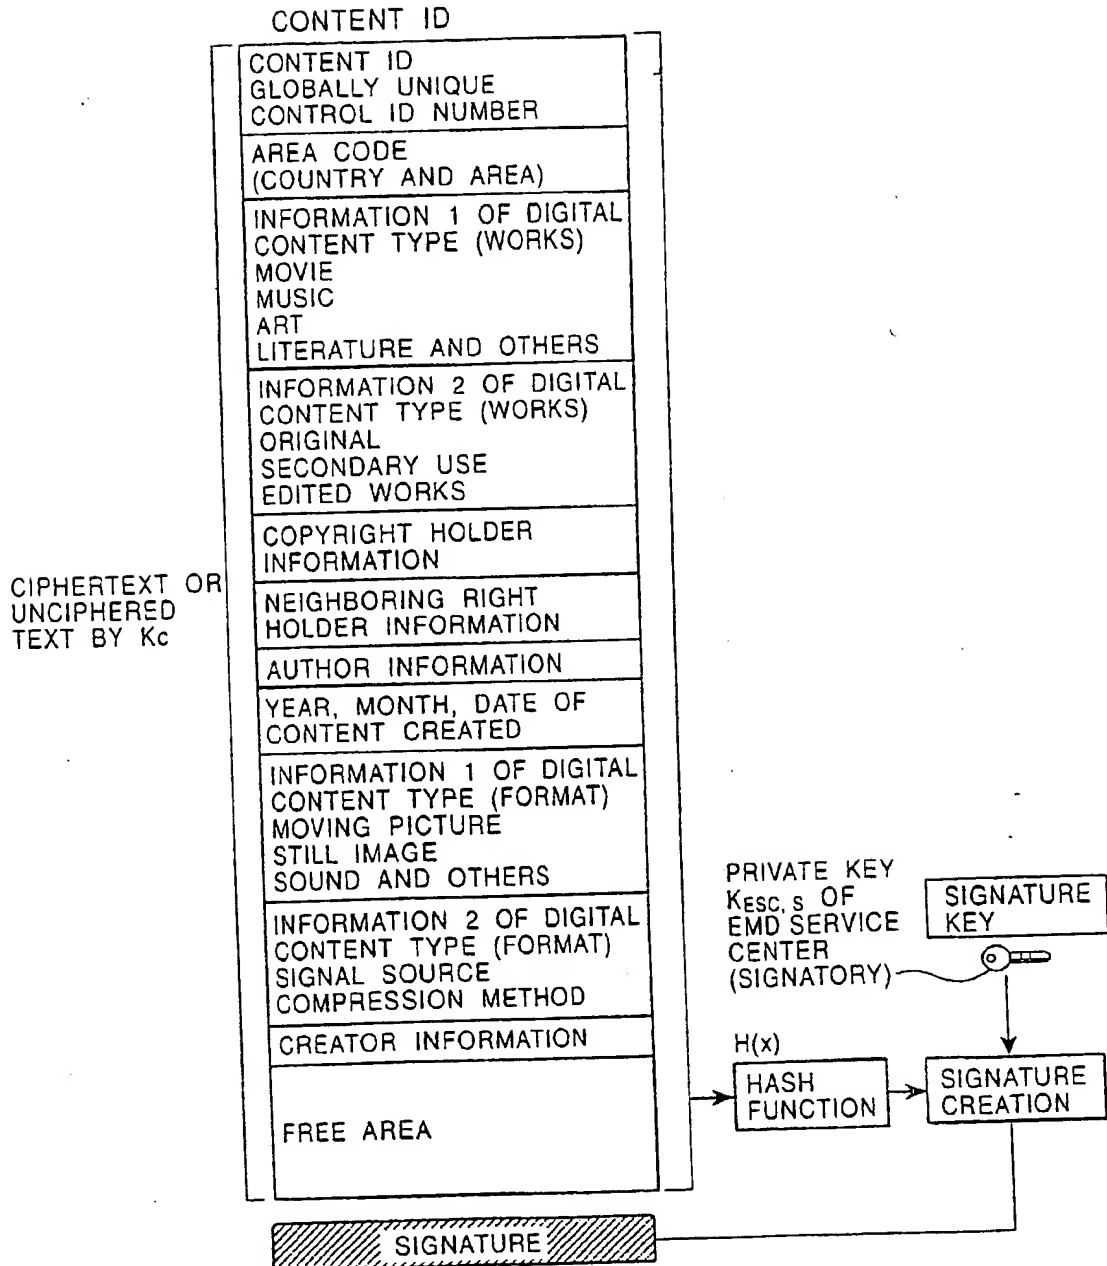 CONTENT ID
CONTENT ID
GLOBALLY UNIQUE
CONTROL ID NUMBER
AREA CODE
(COUNTRY AND AREA)
INFORMATION 1 OF DIGITAL
CONTENT TYPE (WORKS)
MOVIE
MUSIC
ART
LITERATURE AND OTHERS
INFORMATION 2 OF DIGITAL
CONTENT TYPE (WORKS)
ORIGINAL
SECONDARY USE
EDITED WORKS
COPYRIGHT HOLDER
INFORMATION
NEIGHBORING RIGHT
HOLDER INFORMATION
AUTHOR INFORMATION
YEAR, MONTH, DATE OF
CONTENT CREATED
INFORMATION 1 OF DIGITAL
CONTENT TYPE (FORMAT)
MOVING PICTURE
STILL IMAGE
SOUND AND OTHERS
INFORMATION 2 OF DIGITAL
CONTENT TYPE (FORMAT)
SIGNAL SOURCE
COMPRESSION METHOD
CREATOR INFORMATION
FREE AREA
SIGNATURE
CIPHERTEXT OR
UNCIPHERED
TEXT BY Kc
PRIVATE KEY
KESC, S OF
EMD SERVICE
CENTER
(SIGNATORY)
SIGNATURE
KEY
H(x)
HASH
FUNCTION
SIGNATURE
CREATION